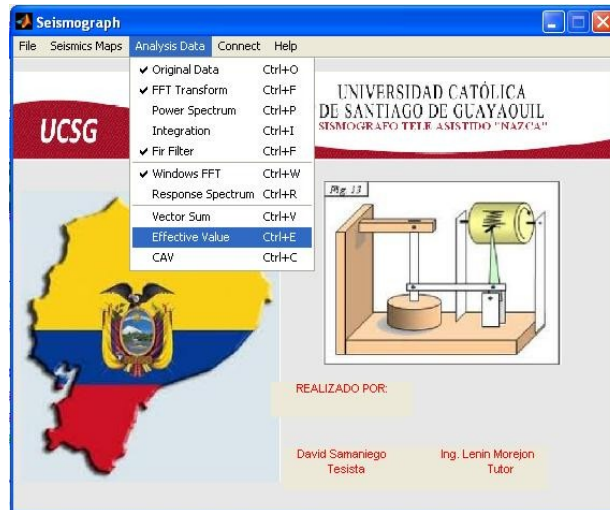 Seismograph
File Seismics Maps Analysis Data Connect Help
Original Data Ctrl+O
FFT Transform Ctrl+F
Power Spectrum Ctrl+P
Integration Ctrl+I
Fir Filter Ctrl+F
Windows FFT Ctrl+W
Response Spectrum Ctrl+R
Vector Sum Ctrl+V
Effective Value Ctrl+E
CAV Ctrl+C
UCSG
UNIVERSIDAD CATÓLICA
DE SANTIAGO DE GUAYAQUIL
SISMOGRAFO TELE ASISTIDO "NAZCA"
Fig. 13
REALIZADO POR:
David Samaniego Ing. Lenin Morejon
Tesista Tutor